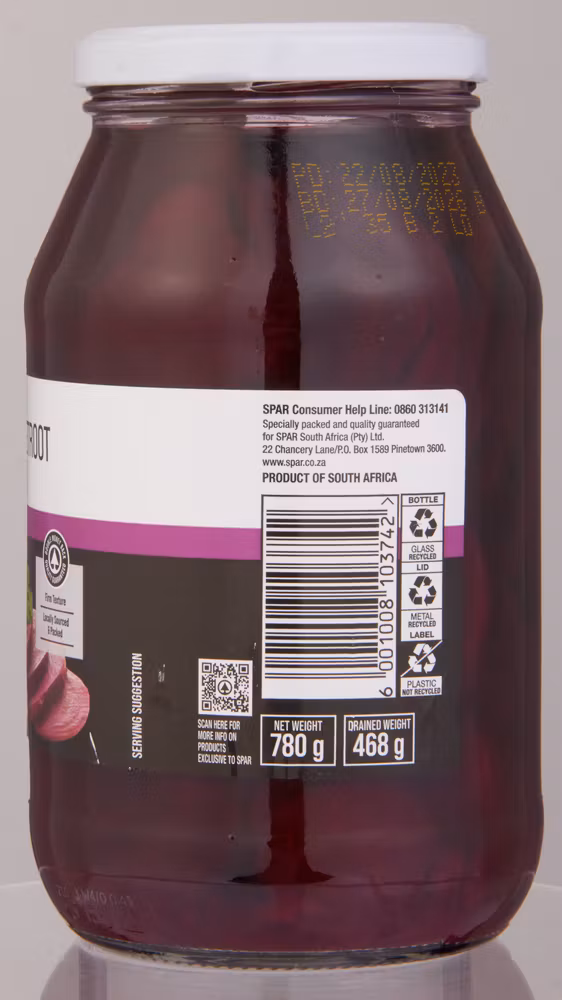 PD: 22/08/2023
BD: 27/08/2026
TROOT
SPAR Consumer Help Line: 0860 313141
Specially packed and quality guaranteed
for SPAR South Africa (Pty) Ltd.
22 Chancery Lane/P.O. Box 1589 Pinetown 3600.
www.spar.co.za
PRODUCT OF SOUTH AFRICA
Firm Texture
Locally Sourced
& Packed
SERVING SUGGESTION
SCAN HERE FOR
MORE INFO ON
PRODUCTS
EXCLUSIVE TO SPAR
6 001008 103742 >
BOTTLE
GLASS
RECYCLED
LID
METAL
RECYCLED
LABEL
PLASTIC
NOT RECYCLED
NET WEIGHT
780 g
DRAINED WEIGHT
468 g